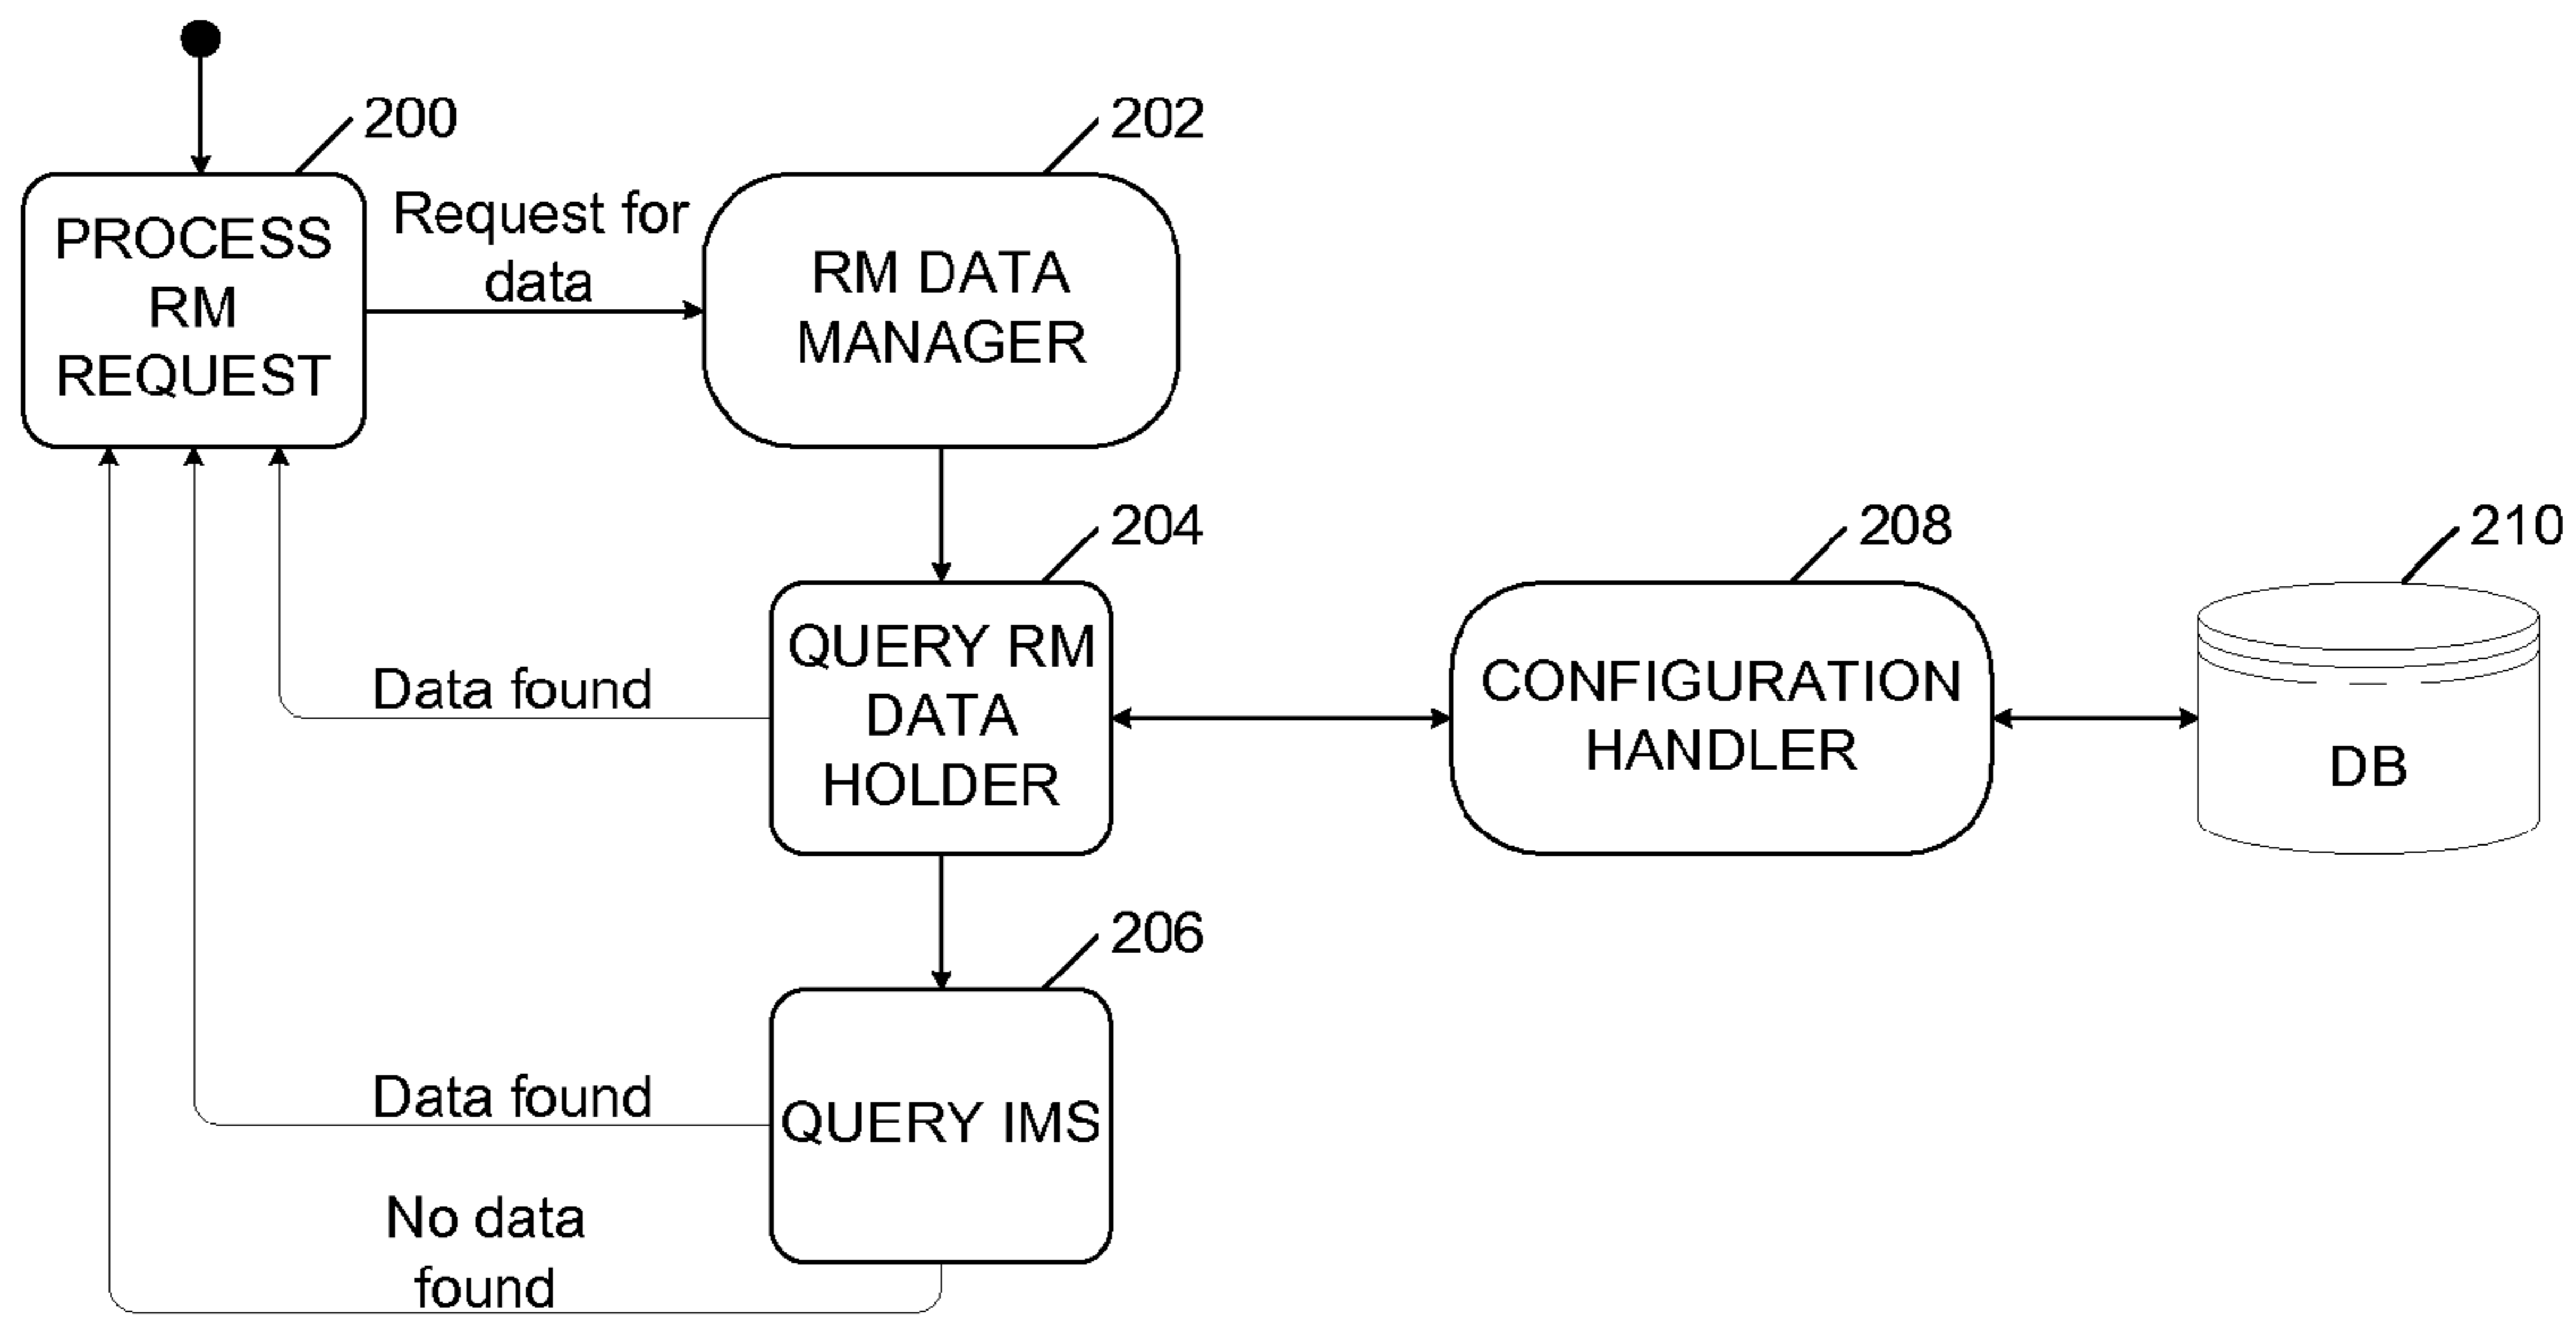 200
202
PROCESS
RM
REQUEST
Request for
data
RM DATA
MANAGER
204
208
210
QUERY RM
DATA
HOLDER
Data found
CONFIGURATION
HANDLER
DB
206
QUERY IMS
Data found
No data
found